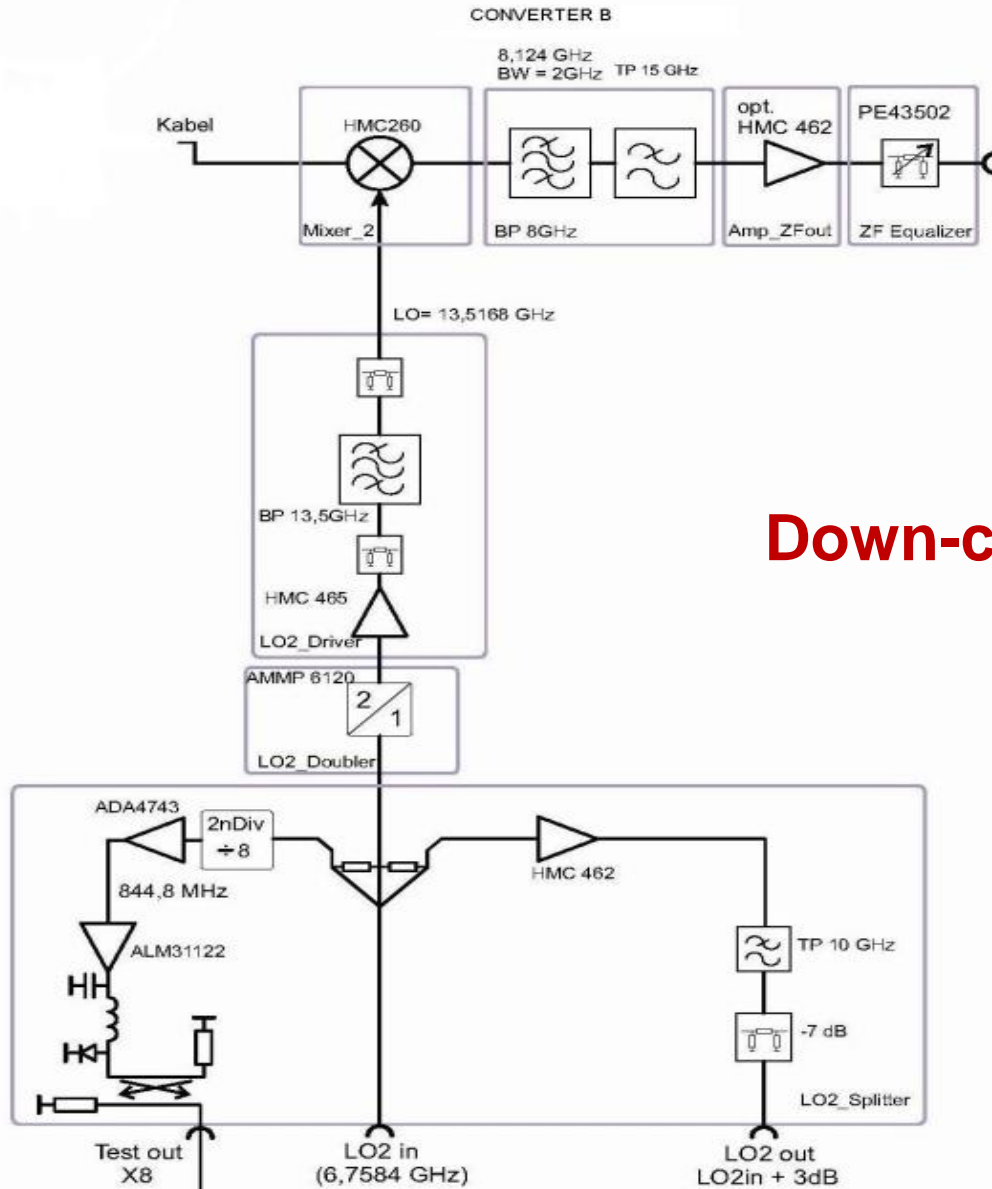 CONVERTER B
8,124 GHz
BW = 2GHz TP 15 GHz
Kabel
HMC260
opt.
HMC 462
PE43502
Mixer_2
BP 8GHz
Amp_ZFout
ZF Equalizer
LO= 13,5168 GHz
BP 13,5GHz
HMC 465
LO2_Driver
Down-c
AMMP 6120
2
1
LO2_Doubler
ADA4743
2nDiv
÷8
HMC 462
844,8 MHz
ALM31122
TP 10 GHz
-7 dB
LO2_Splitter
Test out
X8
LO2 in
(6,7584 GHz)
LO2 out
LO2in + 3dB